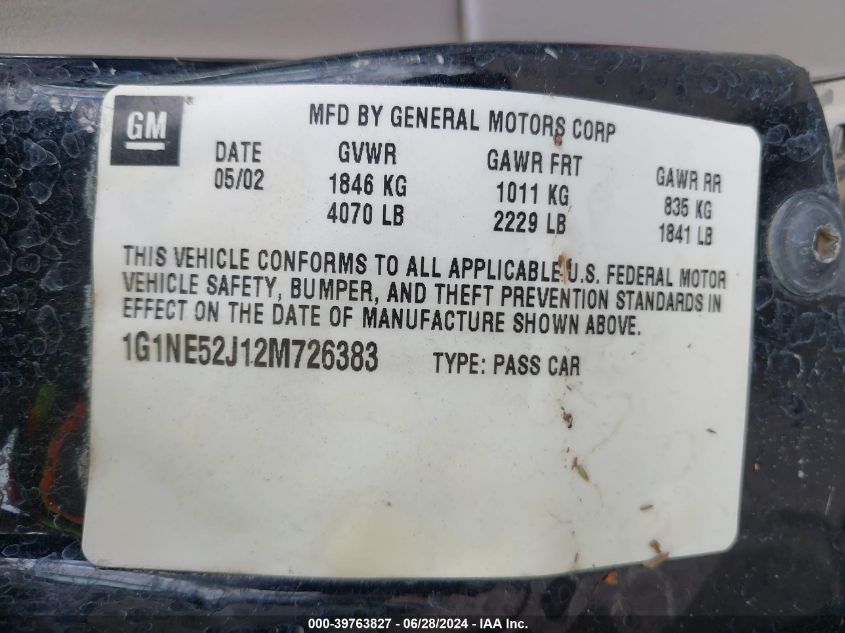 GM
MFD BY GENERAL MOTORS CORP
DATE GVWR GAWR FRT GAWR RR
05/02 1846 KG 1011 KG 835 KG
4070 LB 2229 LB 1841 LB
THIS VEHICLE CONFORMS TO ALL APPLICABLE U.S. FEDERAL MOTOR
VEHICLE SAFETY, BUMPER, AND THEFT PREVENTION STANDARDS IN
EFFECT ON THE DATE OF MANUFACTURE SHOWN ABOVE.
1G1NE52J12M726383 TYPE: PASS CAR
000-39763827 - 06/28/2024 - IAA Inc.